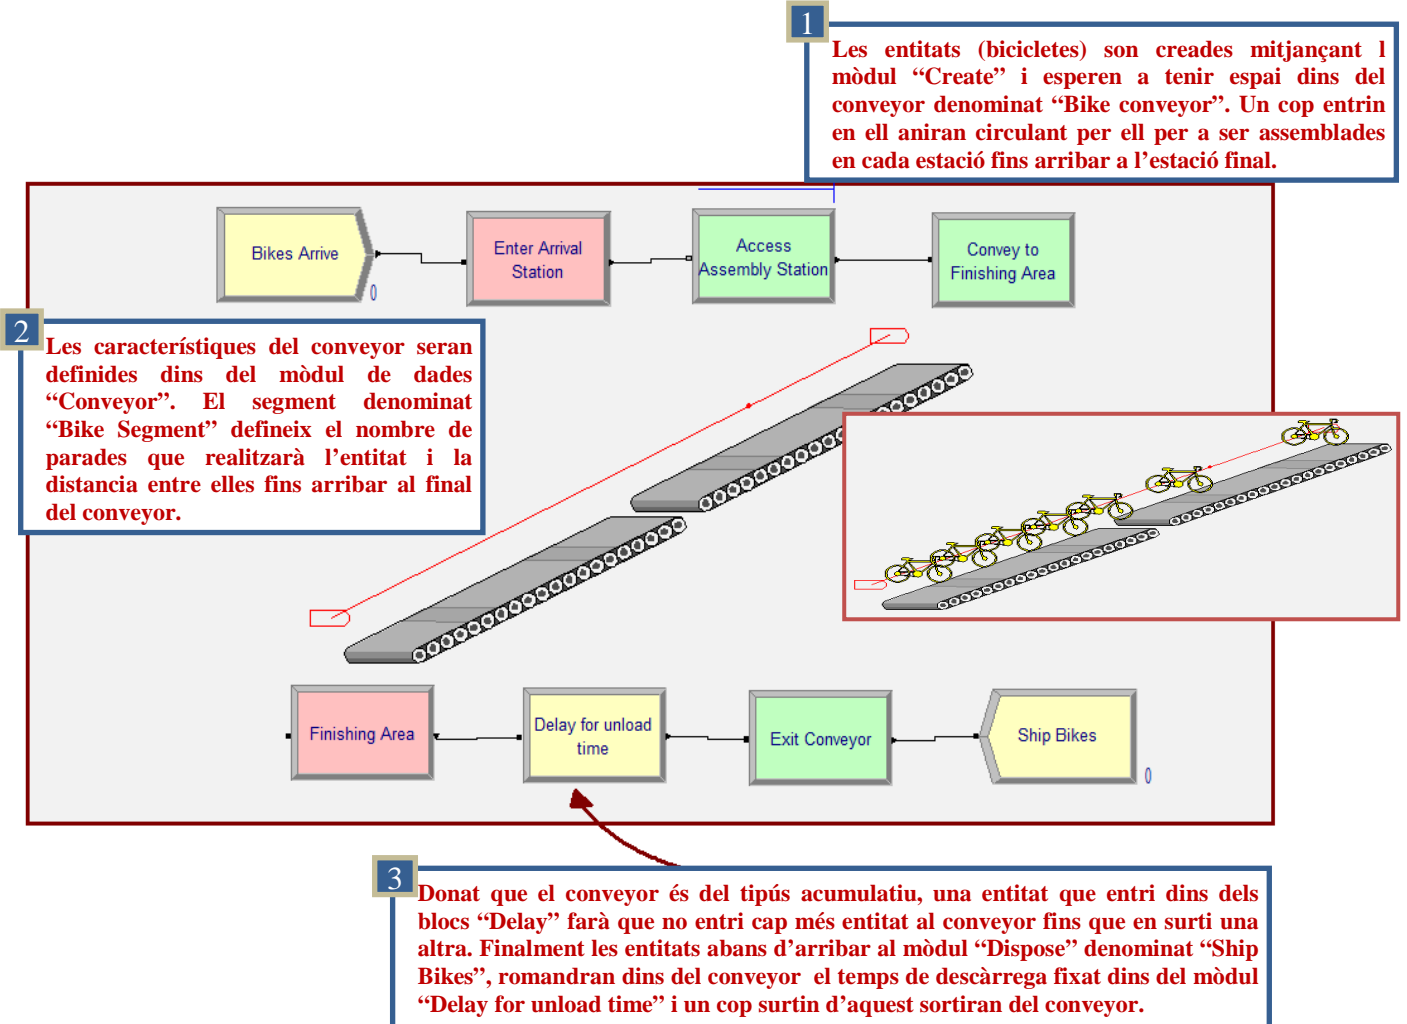 1
Les entitats (bicicletes) son creades mitjançant l
mòdul “Create” i esperen a tenir espai dins del
conveyor denominat “Bike conveyor”. Un cop entrin
en ell aniran circulant per ell per a ser assemblades
en cada estació fins arribar a l’estació final.
Bikes Arrive
0
Enter Arrival
Station
Access
Assembly Station
Convey to
Finishing Area
2
Les característiques del conveyor seran
definides dins del mòdul de dades
“Conveyor”. El segment denominat
“Bike Segment” defineix el nombre de
parades que realitzarà l’entitat i la
distancia entre elles fins arribar al final
del conveyor.
Finishing Area
Delay for unload
time
Exit Conveyor
Ship Bikes
0
3
Donat que el conveyor és del tipús acumulatiu, una entitat que entri dins dels
blocs “Delay” farà que no entri cap més entitat al conveyor fins que en surti una
altra. Finalment les entitats abans d’arribar al mòdul “Dispose” denominat “Ship
Bikes”, romandran dins del conveyor el temps de descàrrega fixat dins del mòdul
“Delay for unload time” i un cop surtin d’aquest sortiran del conveyor.